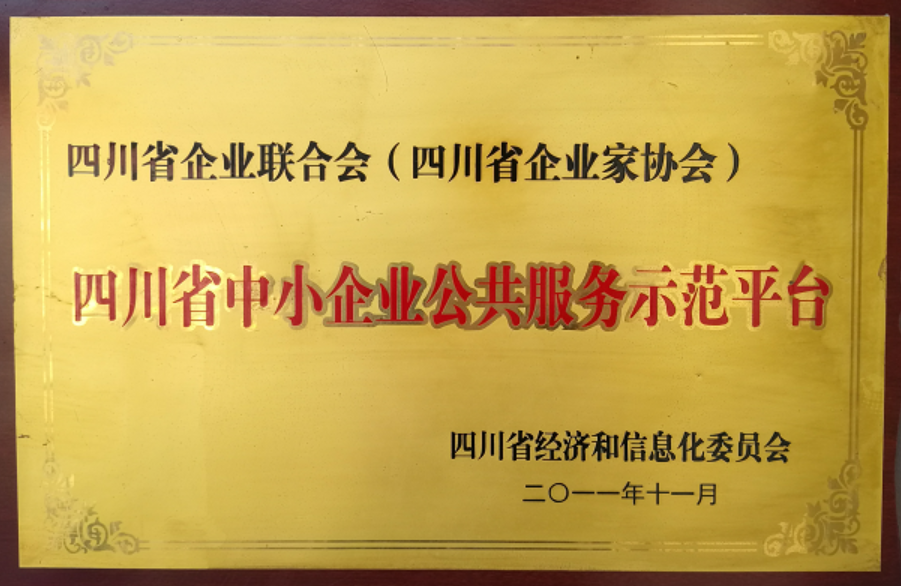 四川省企业联合会（四川省企业家协会）
四川省中小企业公共服务示范平台
四川省经济和信息化委员会
二〇一一年十一月